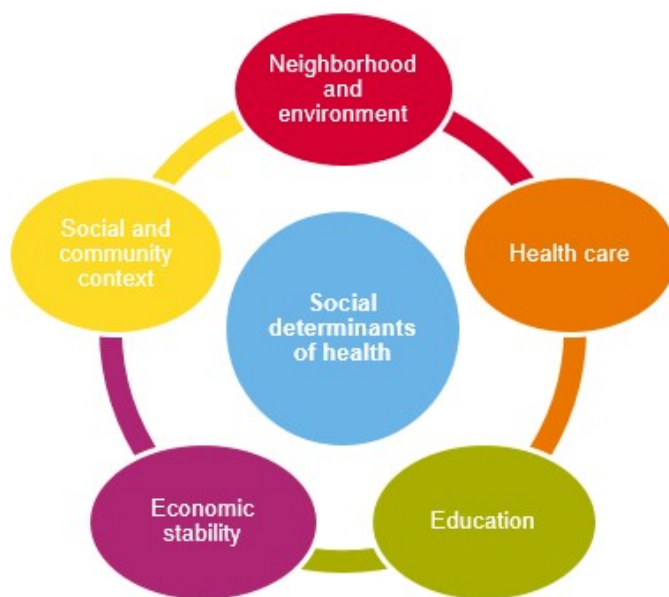 Neighborhood
and
environment
Social and
community
context
Health care
Social
determinants
of health
Economic
stability
Education